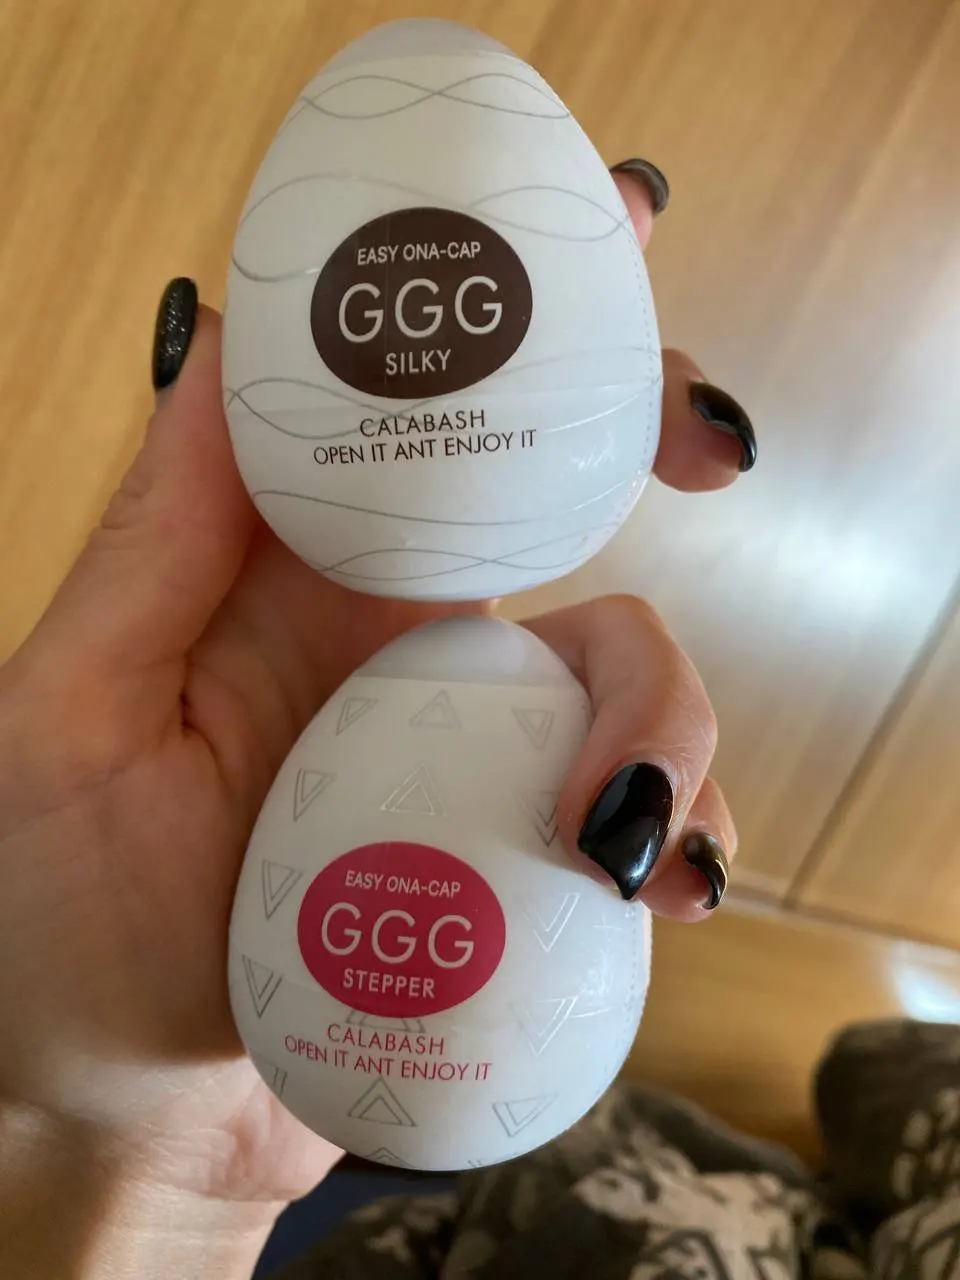 EASY ONA-CAP
GGG
SILKY
CALABASH
OPEN IT ANT ENJOY IT
EASY ONA-CAP
GGG
STEPPER
CALABASH
OPEN IT ANT ENJOY IT